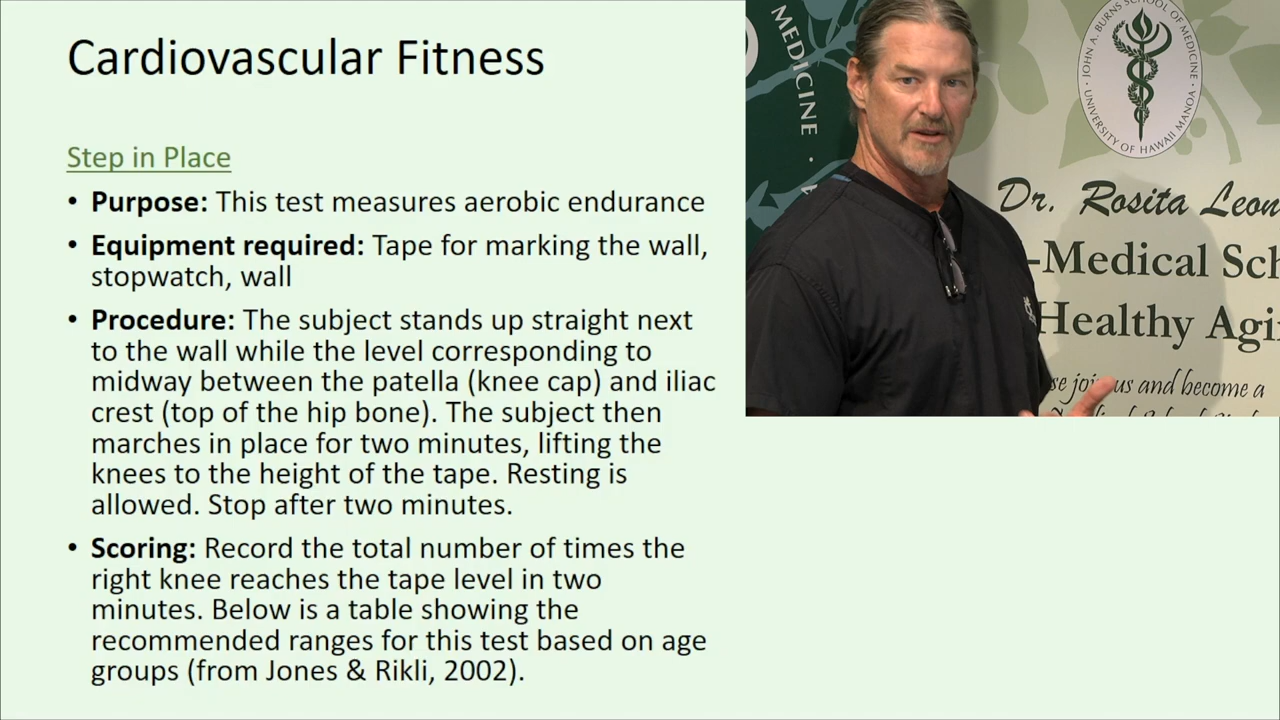 Cardiovascular Fitness
Step in Place
• Purpose: This test measures aerobic endurance
• Equipment required: Tape for marking the wall,
stopwatch, wall
• Procedure: The subject stands up straight next
to the wall while the level corresponding to
midway between the patella (knee cap) and iliac
crest (top of the hip bone). The subject then
marches in place for two minutes, lifting the
knees to the height of the tape. Resting is
allowed. Stop after two minutes.
• Scoring: Record the total number of times the
right knee reaches the tape level in two
minutes. Below is a table showing the
recommended ranges for this test based on age
groups (from Jones & Rikli, 2002).
MEDICINE ·
· JOHN A. BURNS SCHOOL OF MEDICINE ·
UNIVERSITY OF HAWAII MANOA
Dr. Rosita Leon
-Medical Sch
Healthy Agi
se join us and become a